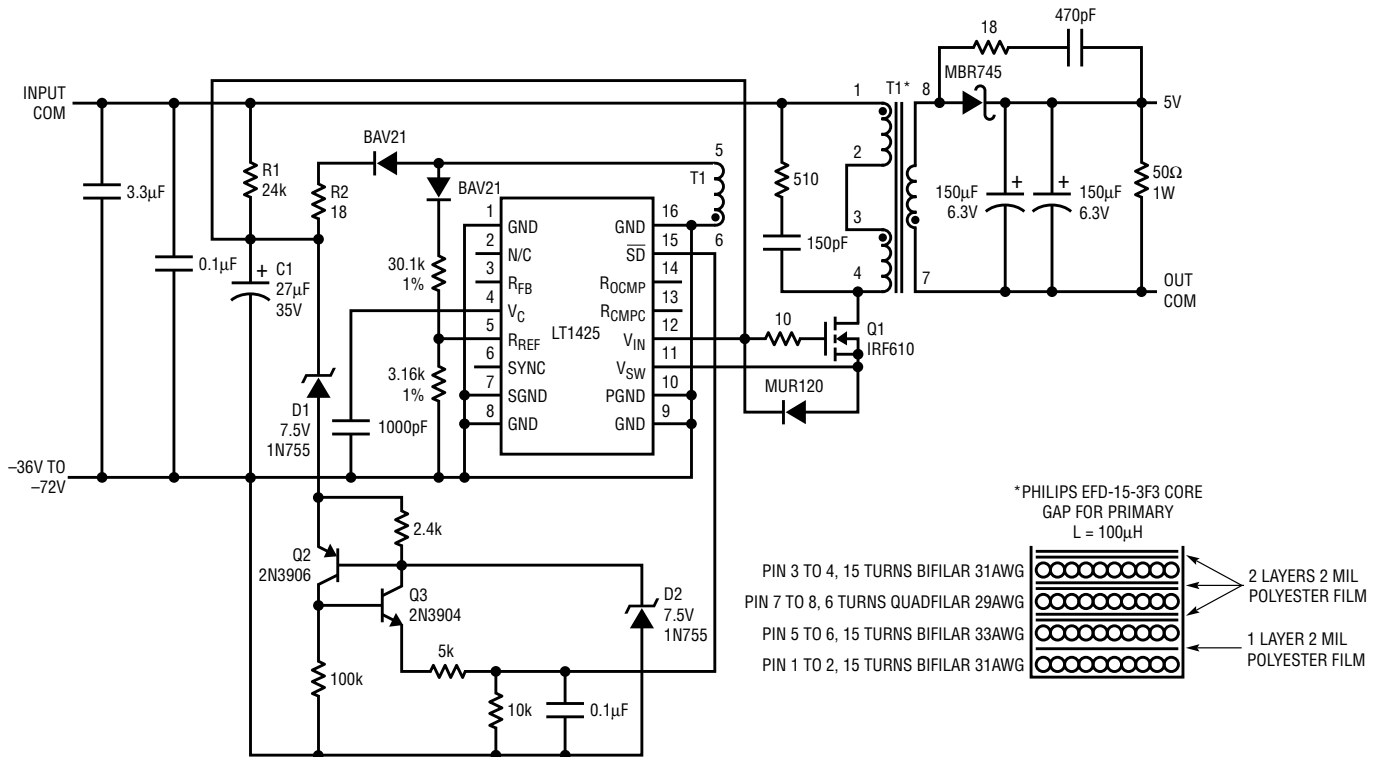 INPUT
COM
3.3µF
0.1µF
R1
24k
+ C1
27µF
35V
R2
18
BAV21
BAV21
30.1k
1%
3.16k
1%
D1
7.5V
1N755
1000pF
1
GND
2
N/C
3
RFB
4
VC
5
RREF
6
SYNC
7
SGND
8
GND
LT1425
16
GND
15
SD
14
ROCMP
13
RCMPC
12
VIN
11
VSW
10
PGND
9
GND
5
T1
6
510
150pF
10
Q1
IRF610
MUR120
1
T1*
8
2
3
4
7
18
470pF
MBR745
5V
150µF
6.3V
+
150µF
6.3V
+
50Ω
1W
OUT
COM
–36V TO
–72V
Q2
2N3906
2.4k
Q3
2N3904
D2
7.5V
1N755
5k
100k
10k
0.1µF
*PHILIPS EFD-15-3F3 CORE
GAP FOR PRIMARY
L = 100µH
PIN 3 TO 4, 15 TURNS BIFILAR 31AWG
PIN 7 TO 8, 6 TURNS QUADFILAR 29AWG
PIN 5 TO 6, 15 TURNS BIFILAR 33AWG
PIN 1 TO 2, 15 TURNS BIFILAR 31AWG
2 LAYERS 2 MIL
POLYESTER FILM
1 LAYER 2 MIL
POLYESTER FILM